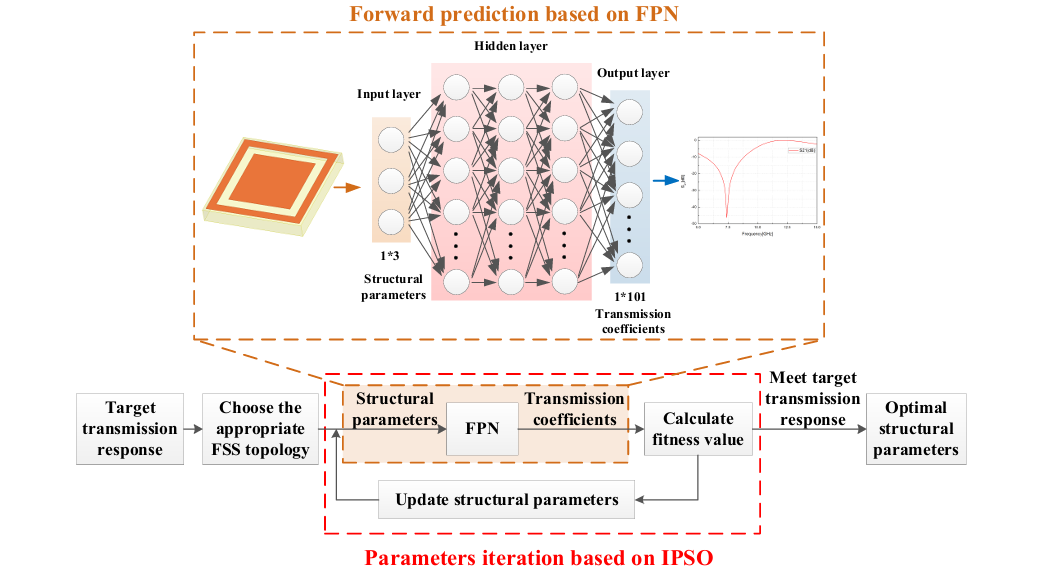 Forward prediction based on FPN
Hidden layer
Output layer
Input layer
1*3
Structural
parameters
1*101
Transmission
coefficients
Frequency[GHz]
Meet target
transmission
response
Target
transmission
response
Choose the
appropriate
FSS topology
Structural
parameters
FPN
Transmission
coefficients
Calculate
fitness value
Optimal
structural
parameters
Update structural parameters
Parameters iteration based on IPSO